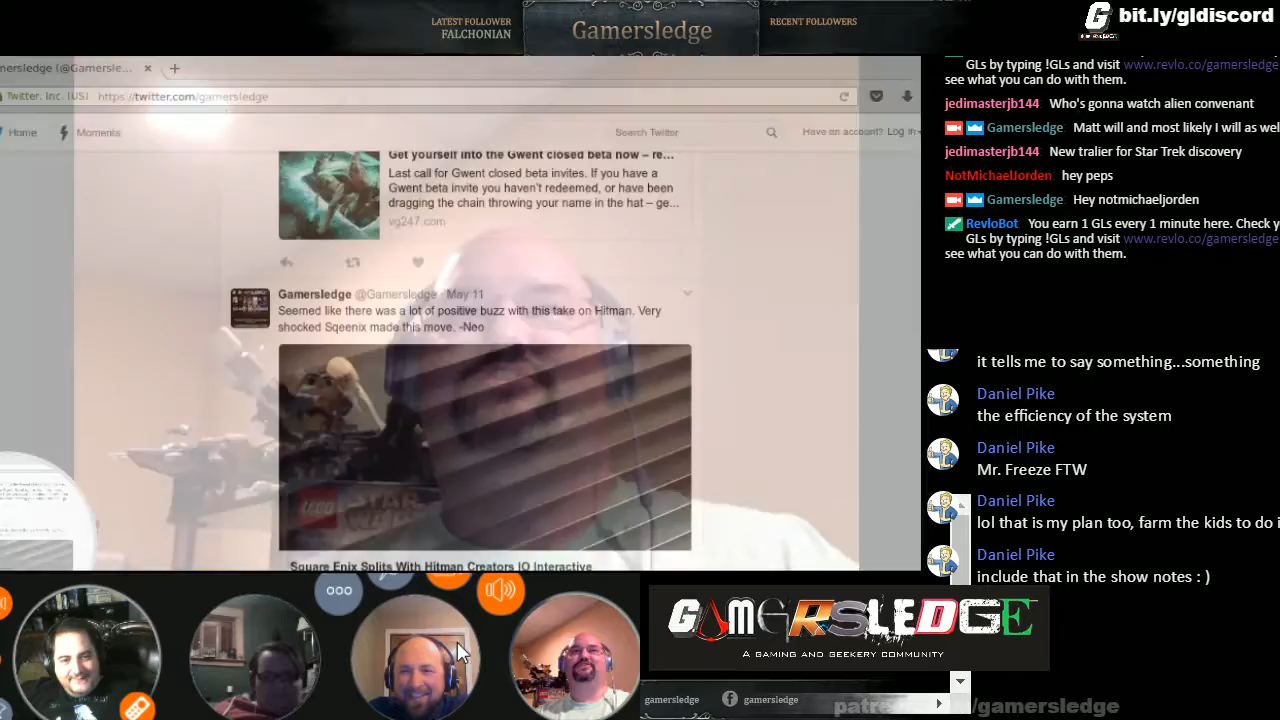 LATEST FOLLOWER
FALCHONIAN
Gamersledge
RECENT FOLLOWERS
bit.ly/gldiscord
nersledge (@Gamersle...
Twitter, Inc. (US)
https://twitter.com/gamersledge
Home
Moments
Search Twitter
Have an account? Log in
Get yourself into the Gwent closed beta now – re...
Last call for Gwent closed beta invites. If you have a
Gwent beta invite you haven't redeemed, or have been
dragging the chain throwing your name in the hat – ge...
vg247.com
Gamersledge @Gamersledge · May 11
Seemed like there was a lot of positive buzz with this take on Hitman. Very
shocked Sqeenix made this move. -Neo
LEGO STAR WARS
Square Enix Splits With Hitman Creators IO Interactive
GLs by typing !GLs and visit www.revlo.co/gamersledge
see what you can do with them.
jedimasterjb144 Who's gonna watch alien convenant
Gamersledge: Matt will and most likely I will as wel
jedimasterjb144 New tralier for Star Trek discovery
NotMichaelJorden: hey peps
Gamersledge: Hey notmichaeljorden
RevloBot: You earn 1 GLs every 1 minute here. Check y
GLs by typing !GLs and visit www.revlo.co/gamersledge
see what you can do with them.
it tells me to say something...something
Daniel Pike
the efficiency of the system
Daniel Pike
Mr. Freeze FTW
Daniel Pike
lol that is my plan too, farm the kids to do i
Daniel Pike
include that in the show notes : )
GAMERSLEDGE
A GAMING AND GEEKERY COMMUNITY
gamersledge
gamersledge
/gamersledge